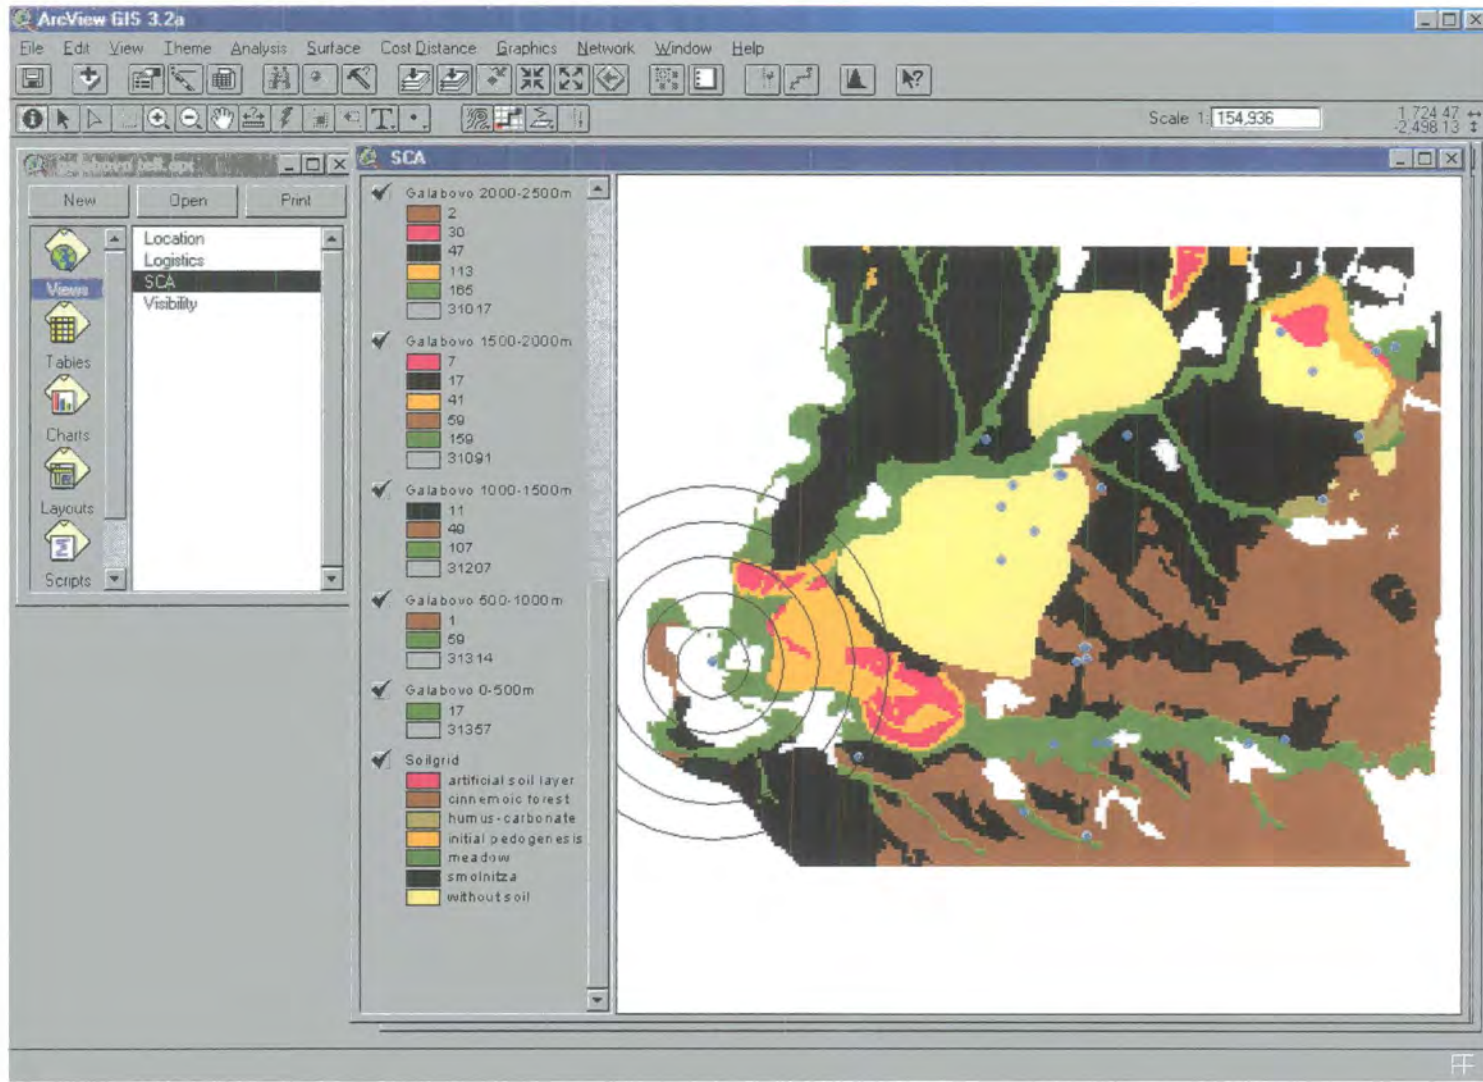 ArcView GIS 3.2a
File Edit View Theme Analysis Surface Cost Distance Graphics Network Window Help
Scale 1: 154,936
1,724.47
-2,498.13
SCA
New Open Print
Location
Logistics
SCA
Visibility
Views
Tables
Charts
Layouts
Scripts
Galabovo 2000-2500m
2
30
47
113
165
31017
Galabovo 1500-2000m
7
17
41
59
159
31091
Galabovo 1000-1500m
11
49
107
31207
Galabovo 500-1000m
1
59
31314
Galabovo 0-500m
17
31357
Soilgrid
artificial soil layer
cinnemoic forest
humus-carbonate
initial pedogenesis
meadow
smolnitza
without soil